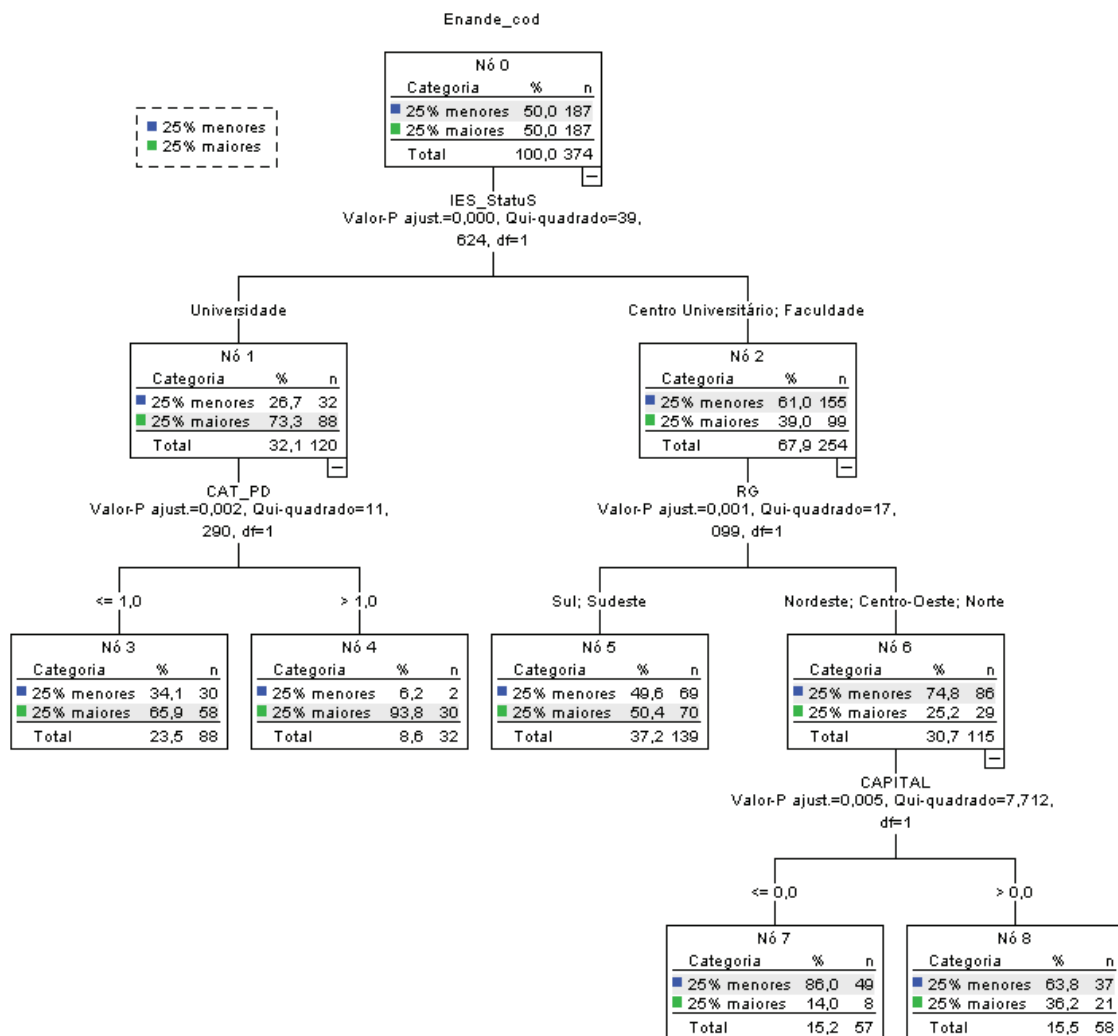 Enande_cod
25% menores
25% maiores
Nó 0
Categoria % n
25% menores 50,0 187
25% maiores 50,0 187
Total 100,0 374
IES_StatuS
Valor-P ajust.=0,000, Qui-quadrado=39,
624, df=1
Universidade
Centro Universitário; Faculdade
Nó 1
Categoria % n
25% menores 26,7 32
25% maiores 73,3 88
Total 32,1 120
Nó 2
Categoria % n
25% menores 61,0 155
25% maiores 39,0 99
Total 67,9 254
CAT_PD
Valor-P ajust.=0,002, Qui-quadrado=11,
290, df=1
RG
Valor-P ajust.=0,001, Qui-quadrado=17,
099, df=1
<= 1,0
> 1,0
Sul; Sudeste
Nordeste; Centro-Oeste; Norte
Nó 3
Categoria % n
25% menores 34,1 30
25% maiores 65,9 58
Total 23,5 88
Nó 4
Categoria % n
25% menores 6,2 2
25% maiores 93,8 30
Total 8,6 32
Nó 5
Categoria % n
25% menores 49,6 69
25% maiores 50,4 70
Total 37,2 139
Nó 6
Categoria % n
25% menores 74,8 86
25% maiores 25,2 29
Total 30,7 115
CAPITAL
Valor-P ajust.=0,005, Qui-quadrado=7,712,
df=1
<= 0,0
> 0,0
Nó 7
Categoria % n
25% menores 86,0 49
25% maiores 14,0 8
Total 15,2 57
Nó 8
Categoria % n
25% menores 63,8 37
25% maiores 36,2 21
Total 15,5 58